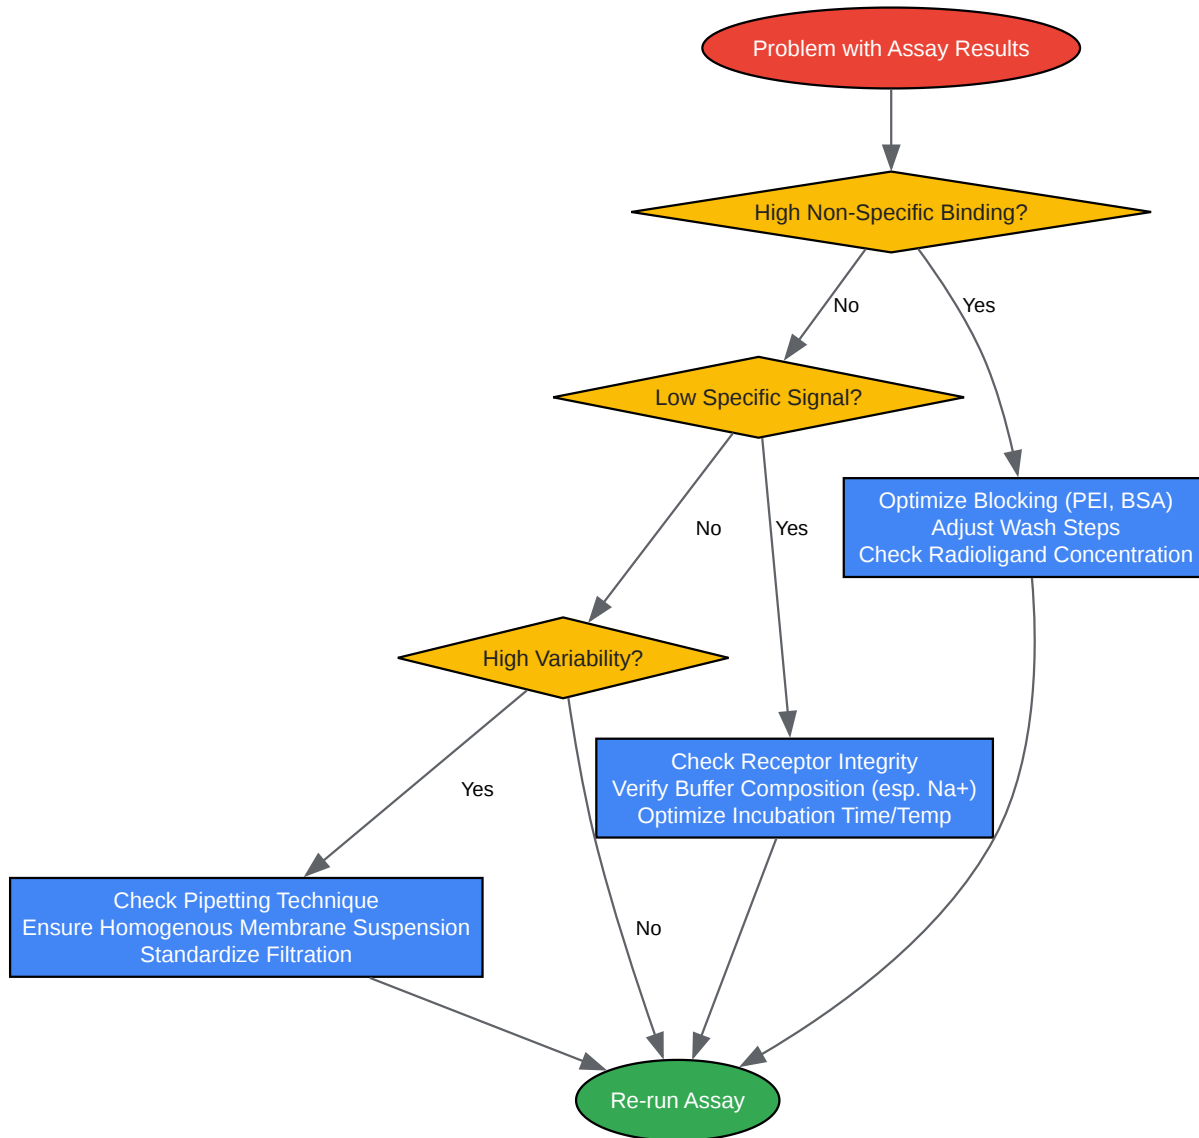 Problem with Assay Results
High Non-Specific Binding?
No
Yes
Low Specific Signal?
Optimize Blocking (PEI, BSA)
Adjust Wash Steps
Check Radioligand Concentration
No
Yes
High Variability?
Check Receptor Integrity
Verify Buffer Composition (esp. Na+)
Optimize Incubation Time/Temp
Yes
No
Check Pipetting Technique
Ensure Homogenous Membrane Suspension
Standardize Filtration
Re-run Assay